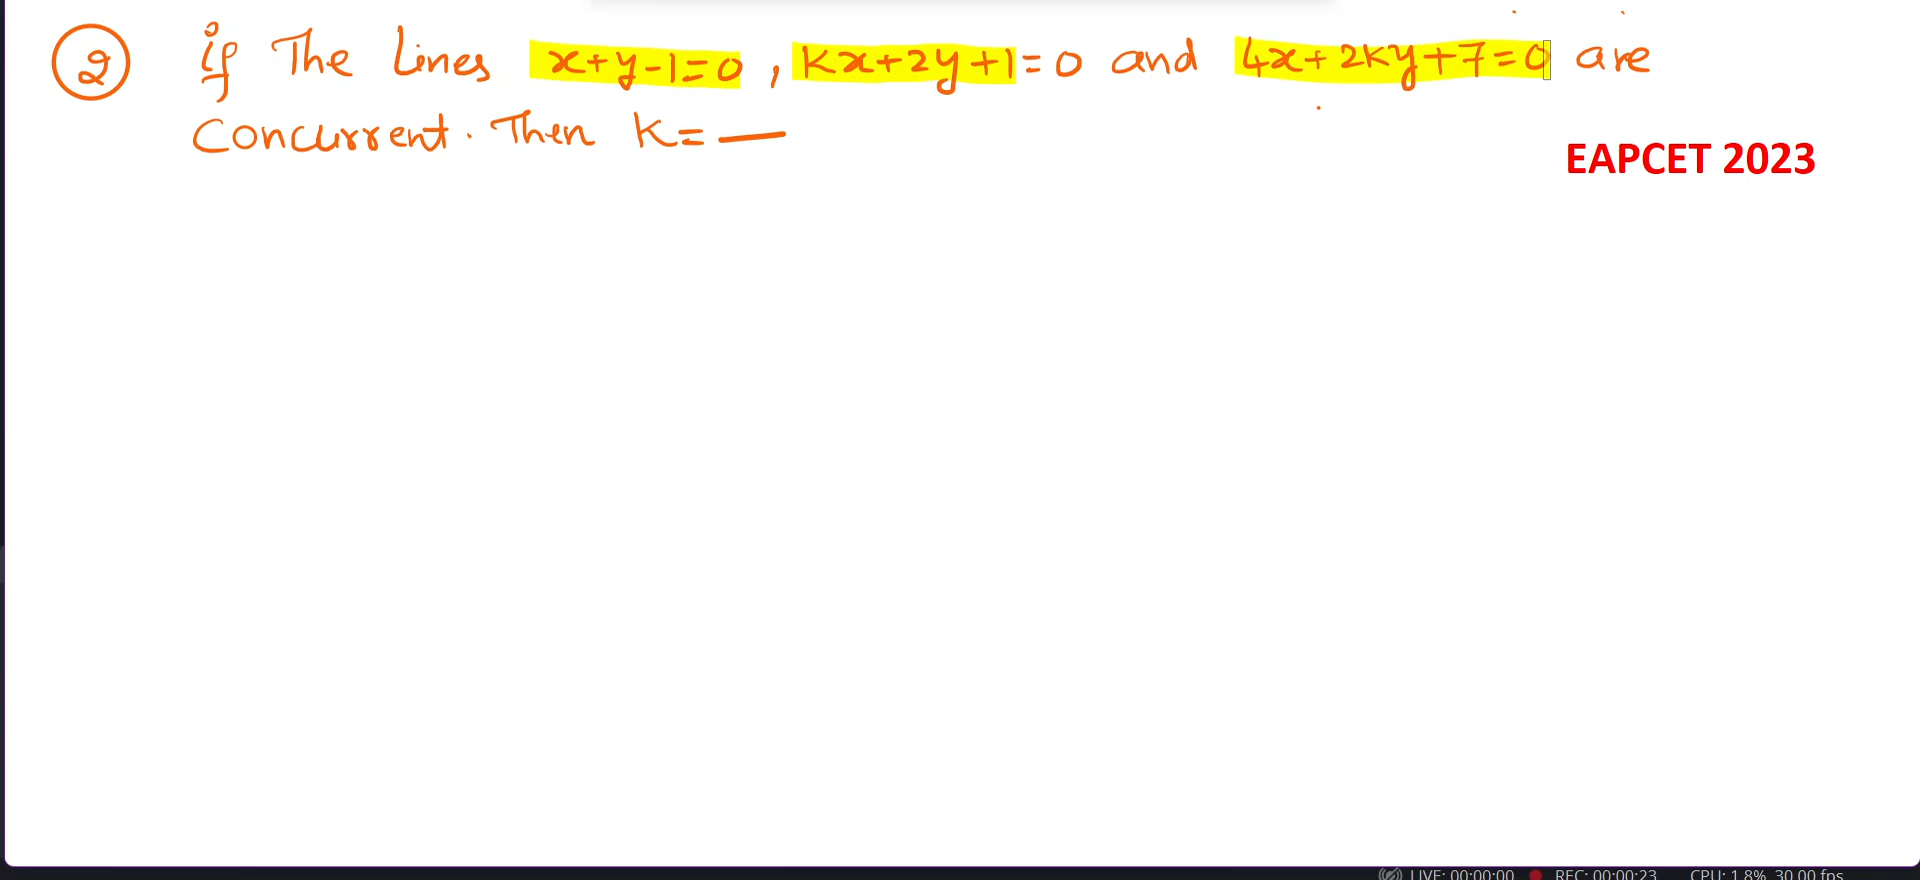 2 if The Lines x+y-1=0, Kx+2y+1=0 and 4x+2Ky+7=0 are
Concurrent. Then K= —
EAPCET 2023
LIVE: 00:00:00 REC: 00:00:23 CPU: 1.8%, 30.00 fps